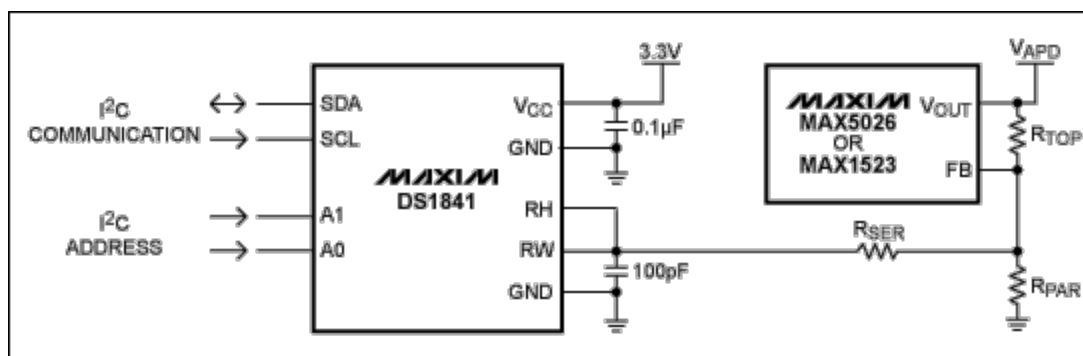 I²C
COMMUNICATION
SDA
SCL
I²C
ADDRESS
A1
A0
MAXIM
DS1841
V_CC
GND
RH
RW
GND
3.3V
0.1µF
100pF
R_SER
MAXIM
MAX5026
OR
MAX1523
V_OUT
FB
V_APD
R_TOP
R_PAR